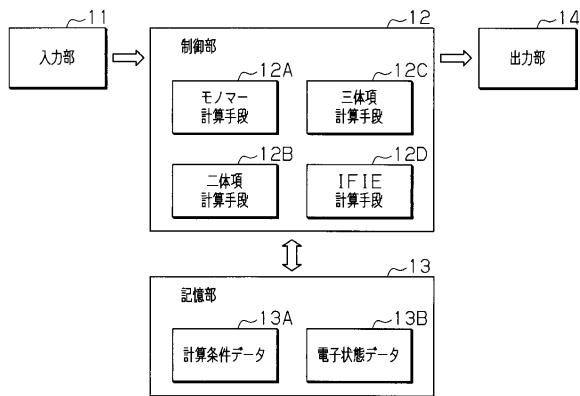 11
入力部
12
制御部
12A
モノマー
計算手段
12C
三体項
計算手段
12B
二体項
計算手段
12D
IFIE
計算手段
14
出力部
13
記憶部
13A
計算条件データ
13B
電子状態データ